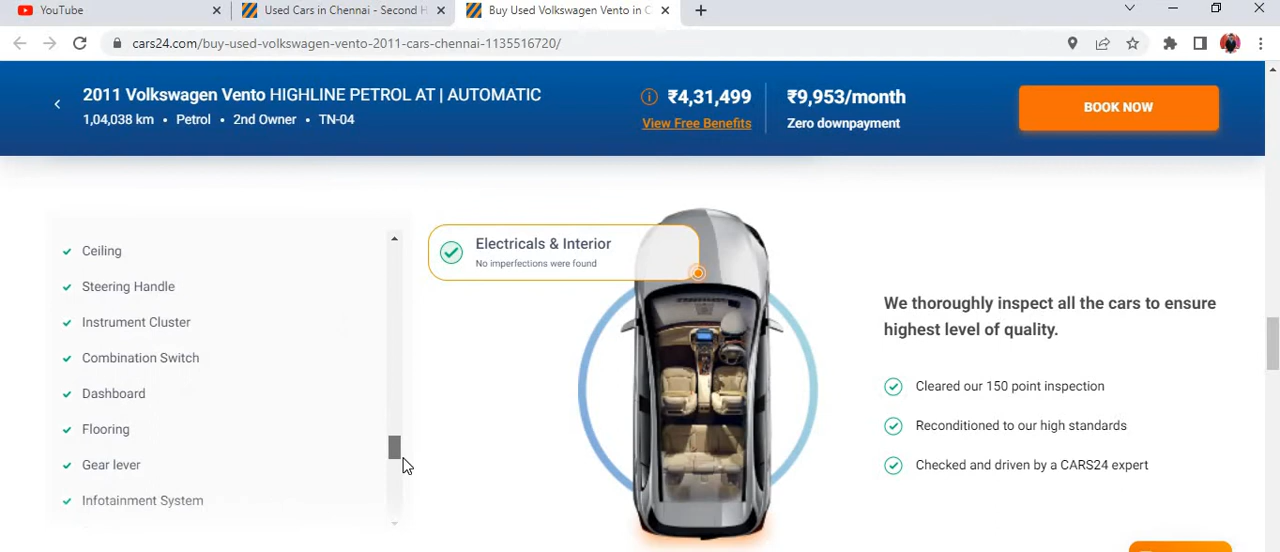 YouTube
Used Cars in Chennai - Second H
Buy Used Volkswagen Vento in C
cars24.com/buy-used-volkswagen-vento-2011-cars-chennai-1135516720/
2011 Volkswagen Vento HIGHLINE PETROL AT | AUTOMATIC
1,04,038 km • Petrol • 2nd Owner • TN-04
₹4,31,499
View Free Benefits
₹9,953/month
Zero downpayment
BOOK NOW
Ceiling
Steering Handle
Instrument Cluster
Combination Switch
Dashboard
Flooring
Gear lever
Infotainment System
Electricals & Interior
No imperfections were found
We thoroughly inspect all the cars to ensure
highest level of quality.
Cleared our 150 point inspection
Reconditioned to our high standards
Checked and driven by a CARS24 expert